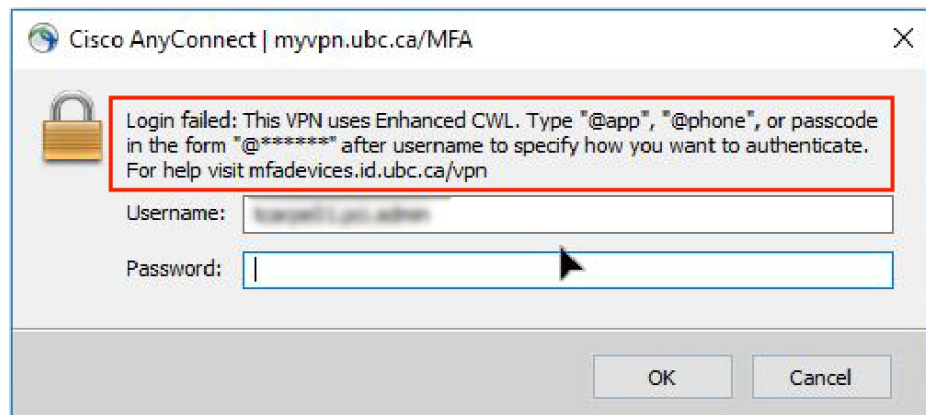 Cisco AnyConnect | myvpn.ubc.ca/MFA
Login failed: This VPN uses Enhanced CWL. Type "@app", "@phone", or passcode
in the form "@******" after username to specify how you want to authenticate.
For help visit mfadevices.id.ubc.ca/vpn
Username:
Password:
OK Cancel